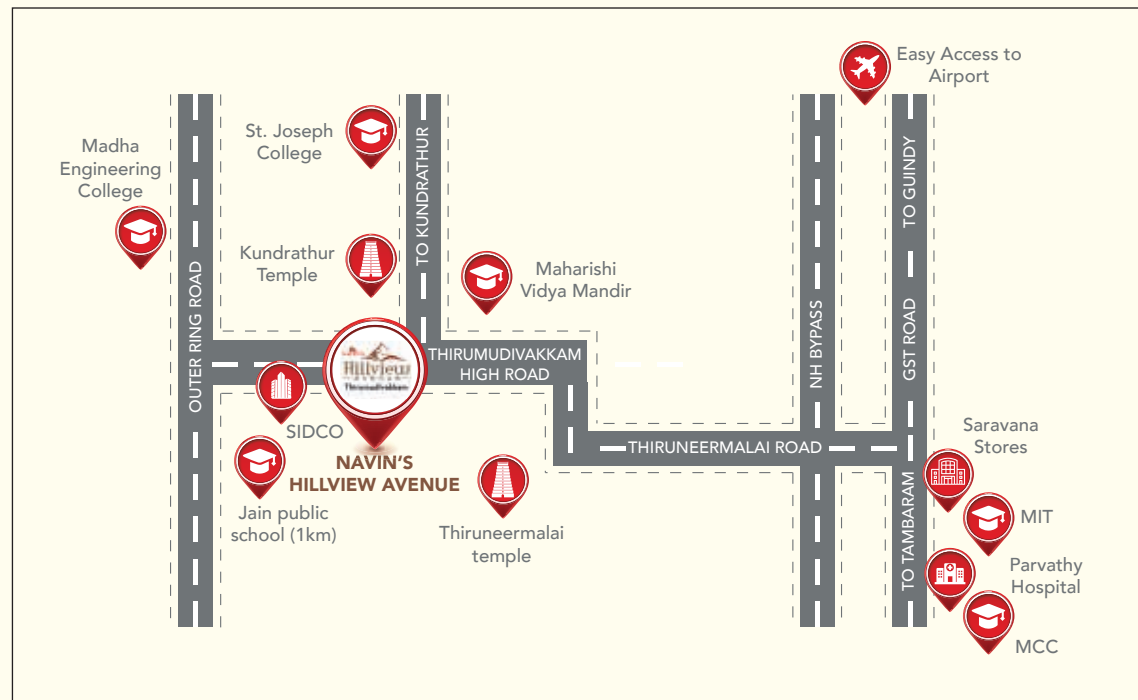 Easy Access to
Airport
Madha
Engineering
College
St. Joseph
College
TO KUNDRATHUR
TO GUINDY
Kundrathur
Temple
Maharishi
Vidya Mandir
OUTER RING ROAD
NH BYPASS
GST ROAD
Hillview
AVENUE
Thirumudivakkam
THIRUMUDIVAKKAM
HIGH ROAD
SIDCO
THIRUNEERMALAI ROAD
Saravana
Stores
NAVIN'S
HILLVIEW AVENUE
Jain public
school (1km)
Thiruneermalai
temple
TO TAMBARAM
MIT
Parvathy
Hospital
MCC